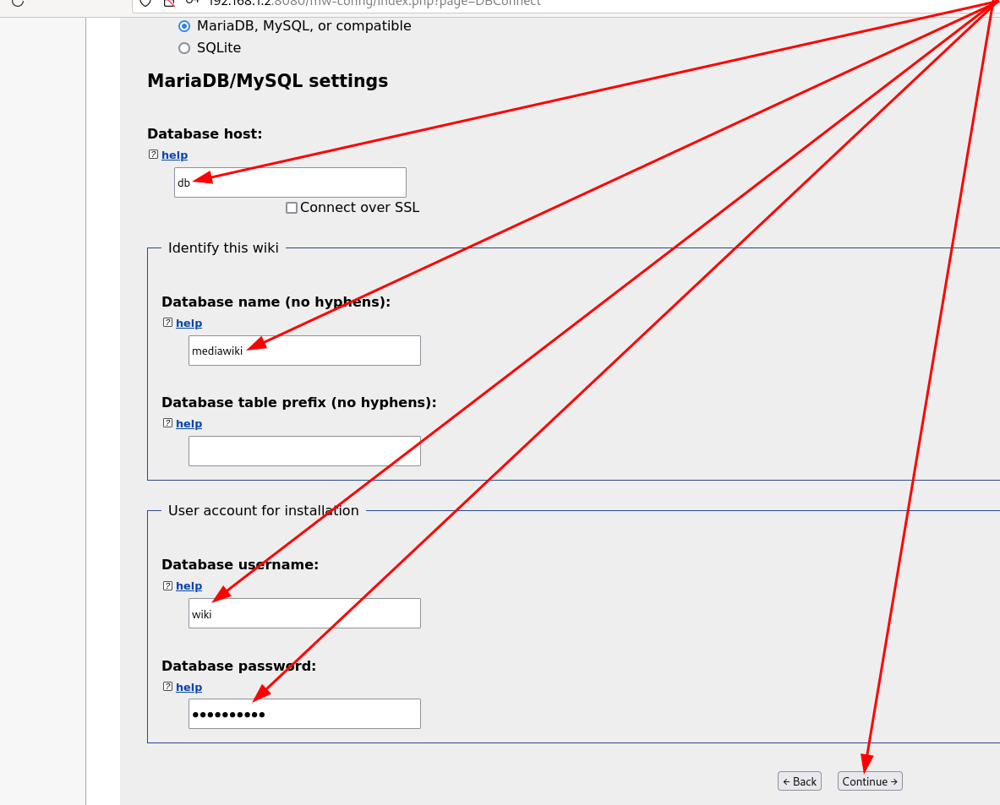 192.168.1.2:8080/mw-config/index.php?page=DBConnect
MariaDB, MySQL, or compatible
SQLite
MariaDB/MySQL settings
Database host:
? help
db
Connect over SSL
Identify this wiki
Database name (no hyphens):
? help
mediawiki
Database table prefix (no hyphens):
? help
User account for installation
Database username:
? help
wiki
Database password:
? help
••••••••••
← Back
Continue →